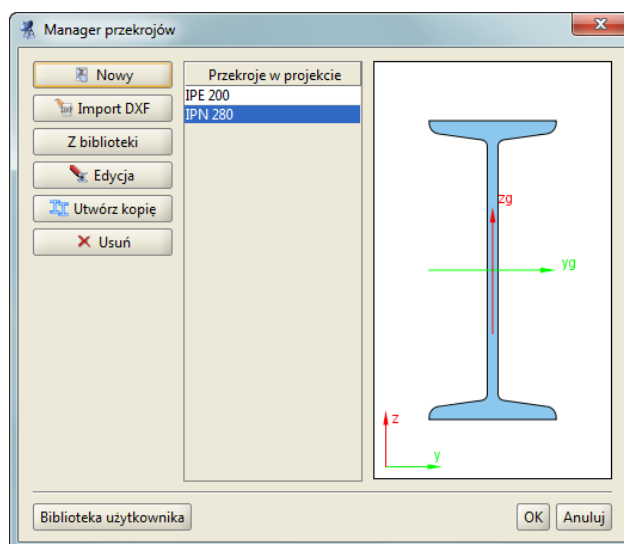 Manager przekrojów
Nowy
DXF Import DXF
Z biblioteki
Edycja
Utwórz kopię
Usuń
Przekroje w projekcie
IPE 200
IPN 280
zg
yg
z
y
Biblioteka użytkownika
OK
Anuluj